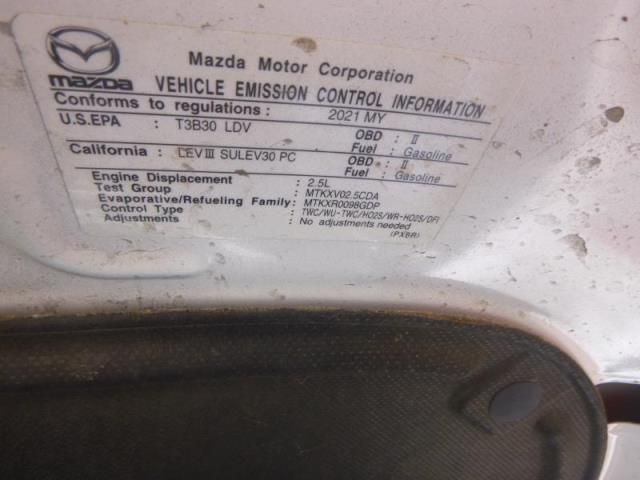 Mazda Motor Corporation
mazda VEHICLE EMISSION CONTROL INFORMATION
Conforms to regulations : 2021 MY
U.S.EPA : T3B30 LDV OBD : II
Fuel : Gasoline
California : LEVIII SULEV30 PC OBD : II
Fuel : Gasoline
Engine Displacement : 2.5L
Test Group : MTKXV02.5CDA
Evaporative/Refueling Family: MTKXR0098GDP
Control Type : TWC/WU-TWC/HO2S/WR-HO2S/DFI
Adjustments : No adjustments needed
(PXBR)